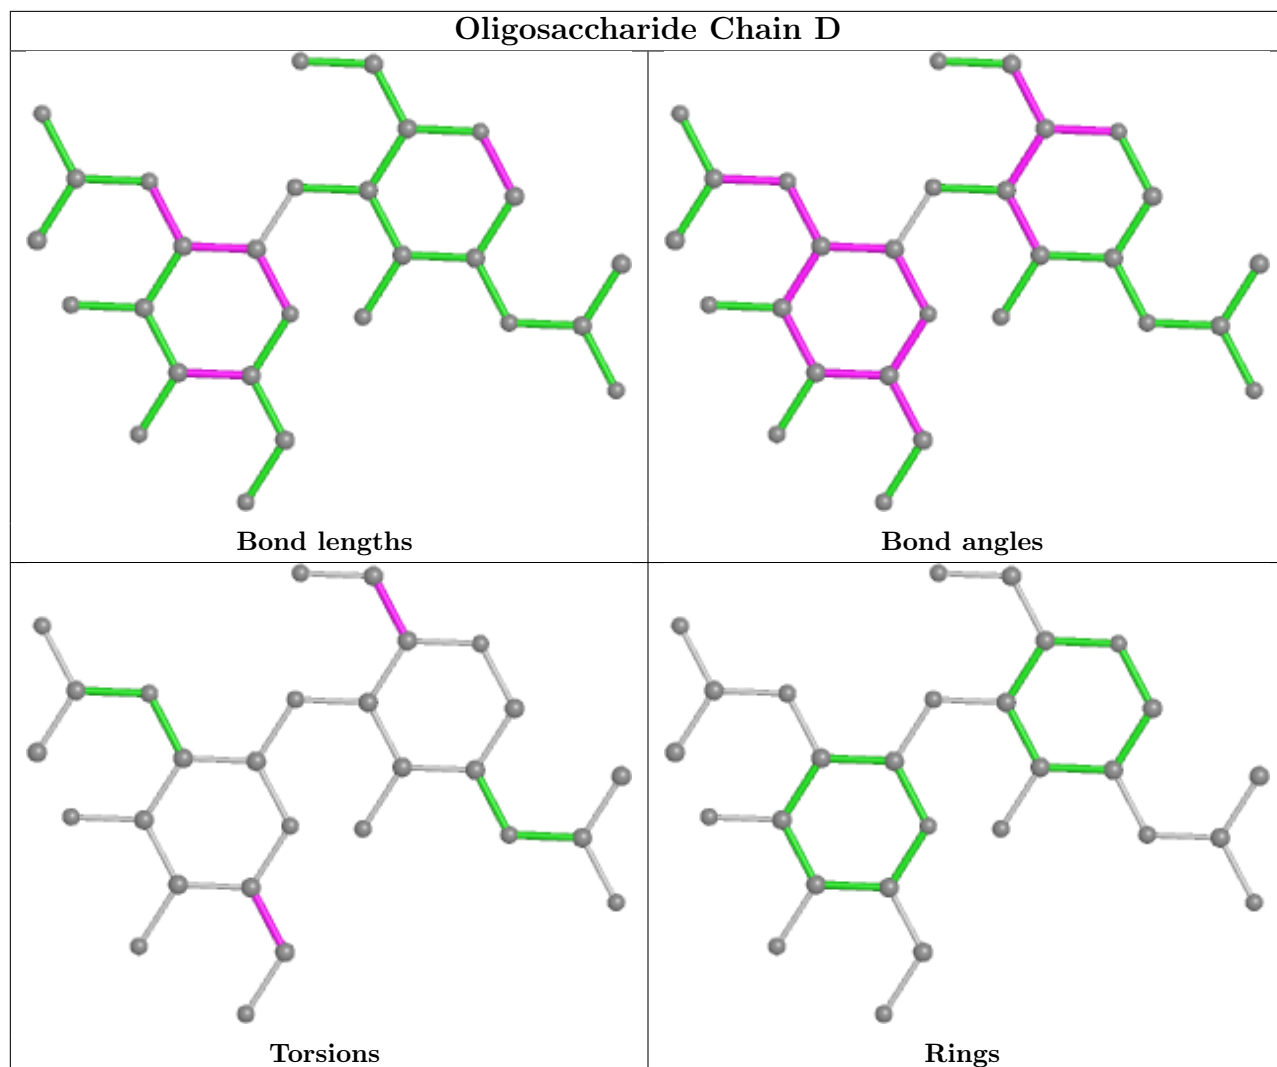 Oligosaccharide Chain D
Bond lengths
Bond angles
Torsions
Rings